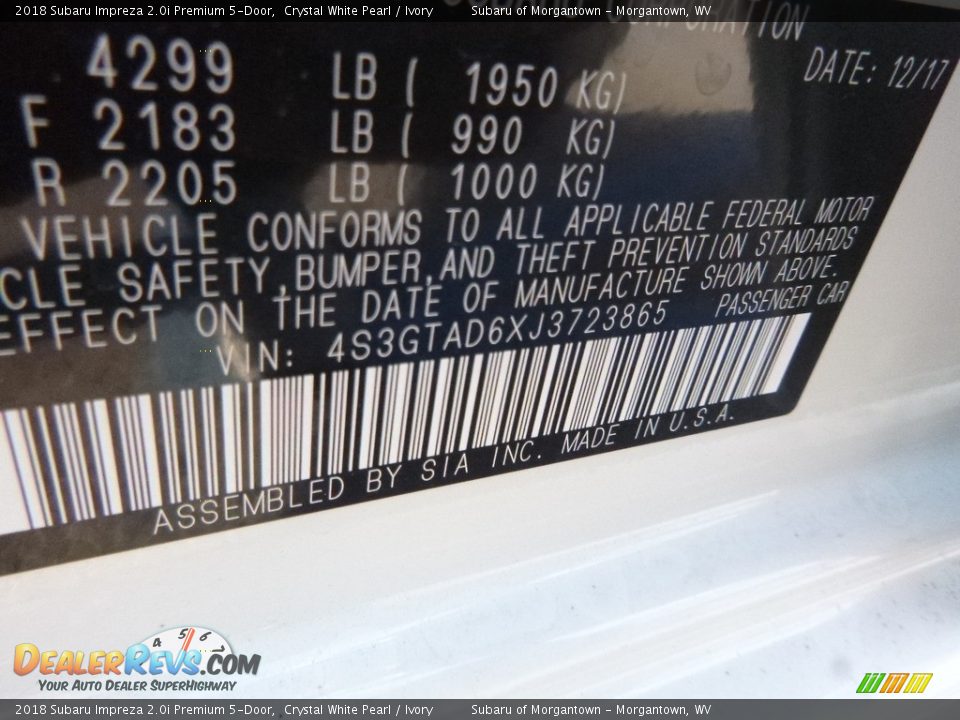 2018 Subaru Impreza 2.0i Premium 5-Door, Crystal White Pearl / Ivory Subaru of Morgantown - Morgantown, WV
DATE: 12/17
4299 LB ( 1950 KG)
F 2183 LB ( 990 KG)
R 2205 LB ( 1000 KG)
VEHICLE CONFORMS TO ALL APPLICABLE FEDERAL MOTOR
CLE SAFETY,BUMPER,AND THEFT PREVENTION STANDARDS
EFFECT ON THE DATE OF MANUFACTURE SHOWN ABOVE.
VIN: 4S3GTAD6XJ3723865 PASSENGER CAR
ASSEMBLED BY SIA INC. MADE IN U.S.A.
4 5 6
DEALERREVS.COM
YOUR AUTO DEALER SUPERHIGHWAY
2018 Subaru Impreza 2.0i Premium 5-Door, Crystal White Pearl / Ivory Subaru of Morgantown - Morgantown, WV